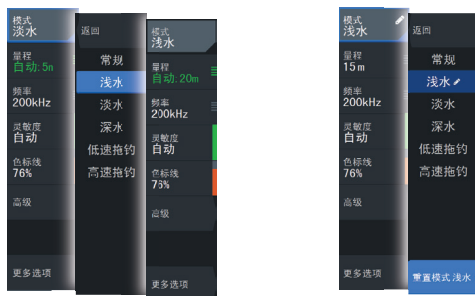 模式
淡水
量程
自动:5m
频率
200kHz
灵敏度
自动
色标线
76%
高级
更多选项
返回
常规
浅水
淡水
深水
低速拖钓
高速拖钓
模式
浅水
量程
自动:20m
频率
200kHz
灵敏度
自动
色标线
76%
高级
更多选项
模式
浅水
量程
15m
频率
200kHz
灵敏度
自动
色标线
76%
高级
更多选项
返回
常规
浅水
淡水
深水
低速拖钓
高速拖钓
重置模式浅水